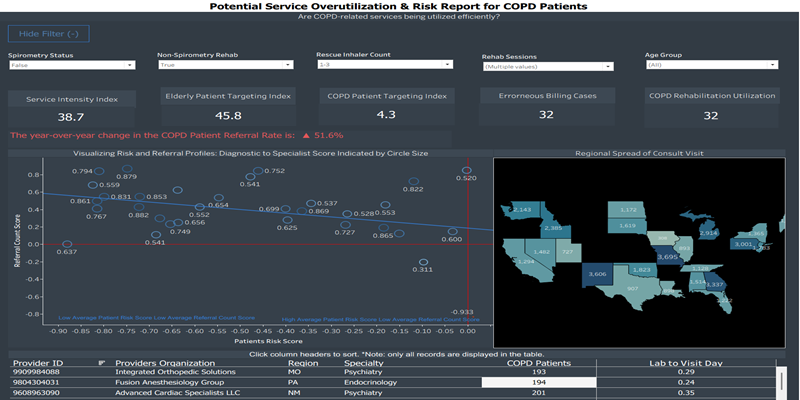 Potential Service Overutilization & Risk Report for COPD Patients
Are COPD-related services being utilized efficiently?
Hide Filter (-)
Spirometry Status Non-Spirometry Rehab Rescue Inhaler Count Rehab Sessions Age Group
False True 1-3 (Multiple values) (All)
Service Intensity Index Elderly Patient Targeting Index COPD Patient Targeting Index Errorneous Billing Cases COPD Rehabilitation Utilization
38.7 45.8 4.3 32 32
The year-over-year change in the COPD Patient Referral Rate is: ▲ 51.6%
Visualizing Risk and Referral Profiles: Diagnostic to Specialist Score Indicated by Circle Size
Regional Spread of Consult Visit
Referral Count Score
0.8
0.6
0.4
0.2
0.0
-0.2
-0.4
-0.6
-0.8
0.794
0.879
0.752
0.520
0.559
0.541
0.822
0.861
0.831
0.853
0.654
0.767
0.882
0.552
0.699
0.537
0.869
0.528
0.553
0.656
0.625
0.749
0.727
0.865
0.600
0.637
0.541
0.311
-0.933
Low Average Patient Risk Score Low Average Referral Count Score
High Average Patient Risk Score Low Average Referral Count Score
-0.90 -0.85 -0.80 -0.75 -0.70 -0.65 -0.60 -0.55 -0.50 -0.45 -0.40 -0.35 -0.30 -0.25 -0.20 -0.15 -0.10 -0.05 0.00
Patients Risk Score
2,143
1,172
2,385
1,619
2,914
1,365
3,001
1,462
727
1,294
3,695
3,606
1,823
1,128
907
1,514
3,337
Click column headers to sort. *Note: only all records are displayed in the table.
Provider ID Providers Organization Region Specialty COPD Patients Lab to Visit Day
9909984088 Integrated Orthopedic Solutions MO Psychiatry 193 0.29
9804304031 Fusion Anesthesiology Group PA Endocrinology 194 0.24
9608963090 Advanced Cardiac Specialists LLC NM Psychiatry 201 0.35